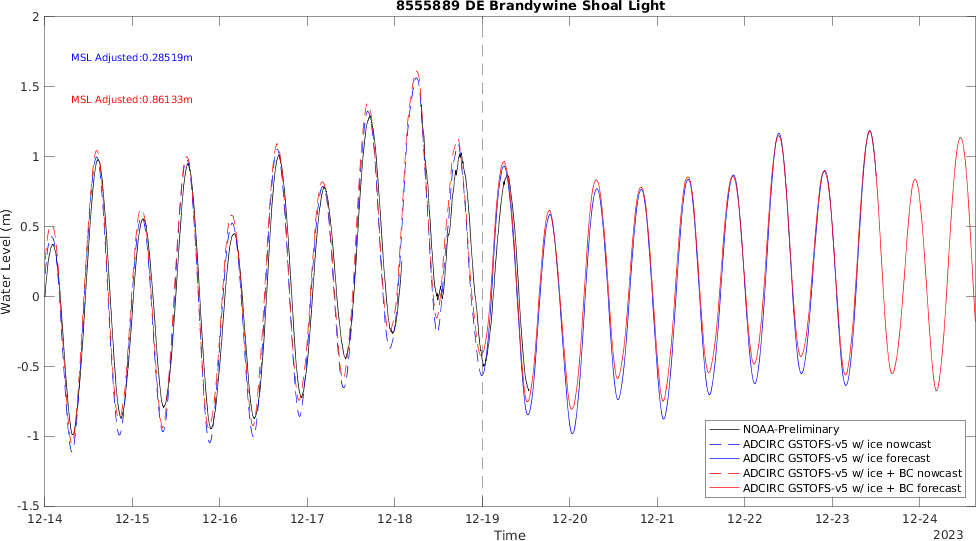 8555889 DE Brandywine Shoal Light
2
1.5
1
0.5
0
-0.5
-1
-1.5
Water Level (m)
MSL Adjusted:0.28519m
MSL Adjusted:0.86133m
NOAA-Preliminary
ADCIRC GSTOFS-v5 w/ ice nowcast
ADCIRC GSTOFS-v5 w/ ice forecast
ADCIRC GSTOFS-v5 w/ ice + BC nowcast
ADCIRC GSTOFS-v5 w/ ice + BC forecast
12-14 12-15 12-16 12-17 12-18 12-19 12-20 12-21 12-22 12-23 12-24
Time
2023